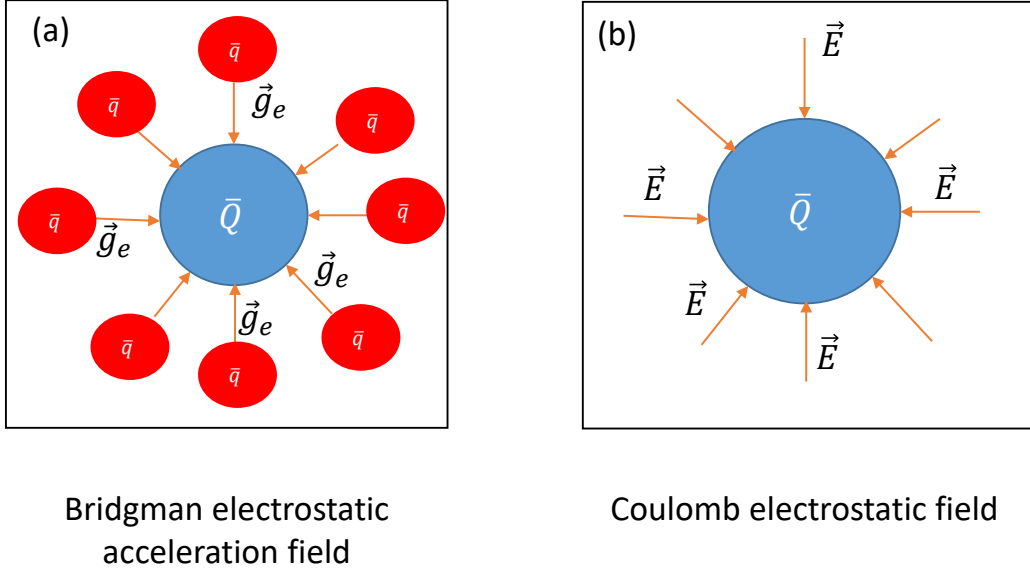 (a)
q̄
q̄
q̄
g⃗ₑ
q̄
Q̄
q̄
g⃗ₑ
g⃗ₑ
q̄
g⃗ₑ
q̄
q̄
Bridgman electrostatic
acceleration field
(b)
E⃗
E⃗
Q̄
E⃗
E⃗
E⃗
Coulomb electrostatic field